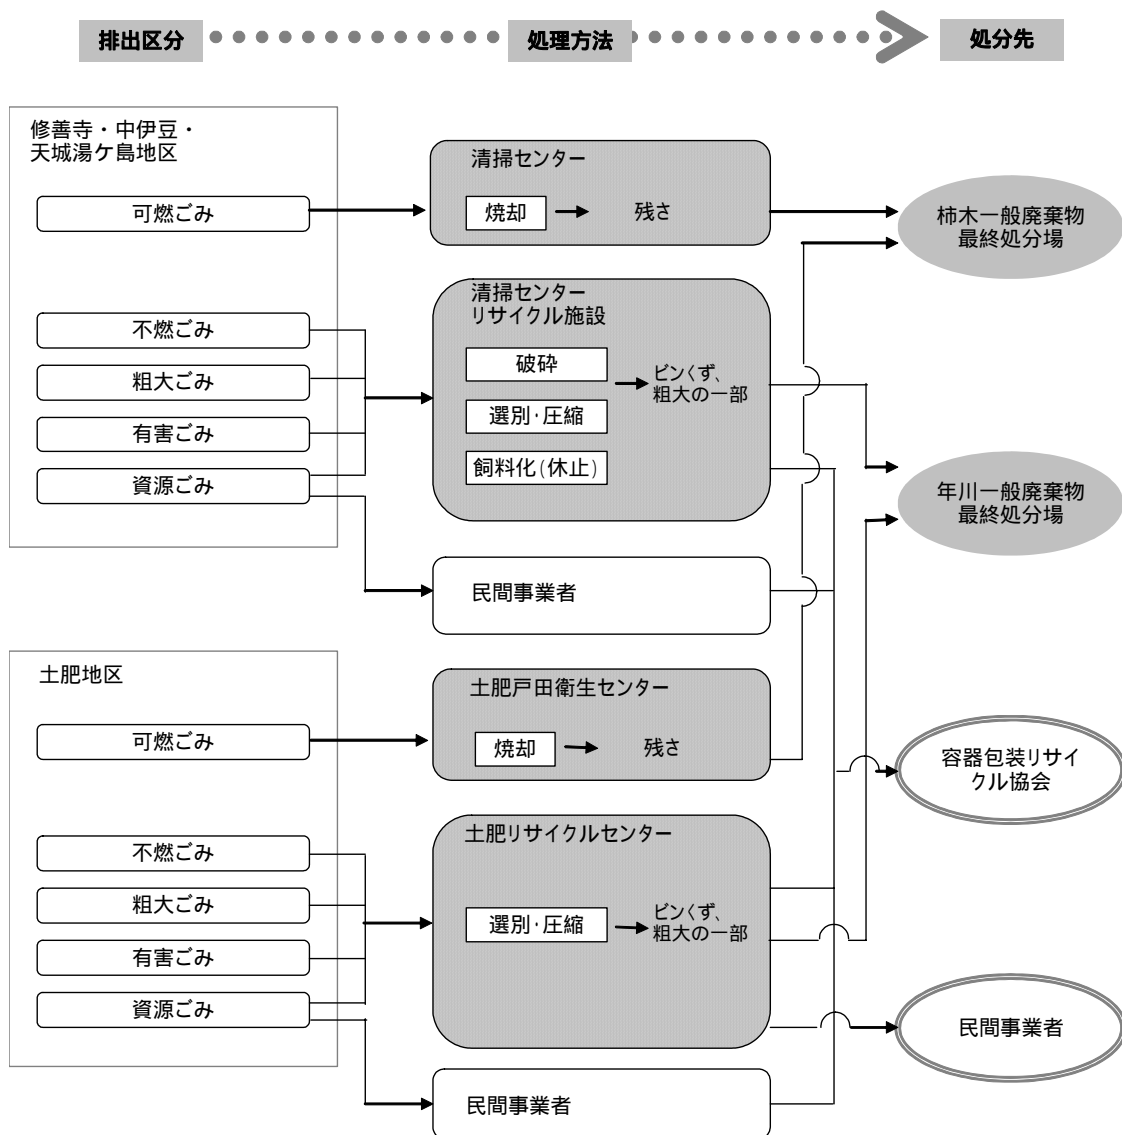 排出区分
処理方法
処分先
修善寺・中伊豆・
天城湯ケ島地区
可燃ごみ
不燃ごみ
粗大ごみ
有害ごみ
資源ごみ
清掃センター
焼却
残さ
清掃センター
リサイクル施設
破砕
選別･圧縮
飼料化(休止)
ビンくず、
粗大の一部
民間事業者
柿木一般廃棄物
最終処分場
年川一般廃棄物
最終処分場
土肥地区
可燃ごみ
不燃ごみ
粗大ごみ
有害ごみ
資源ごみ
土肥戸田衛生センター
焼却
残さ
土肥リサイクルセンター
選別･圧縮
ビンくず、
粗大の一部
民間事業者
容器包装リサイ
クル協会
民間事業者